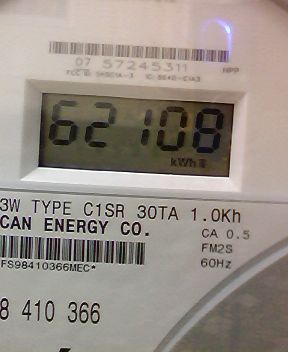 07 57245311 NPP
62108
kWh
3W TYPE C1SR 30TA 1.0Kh
CAN ENERGY CO.
CA 0.5
FM2S
60Hz
FS98410366MEC*
8 410 366